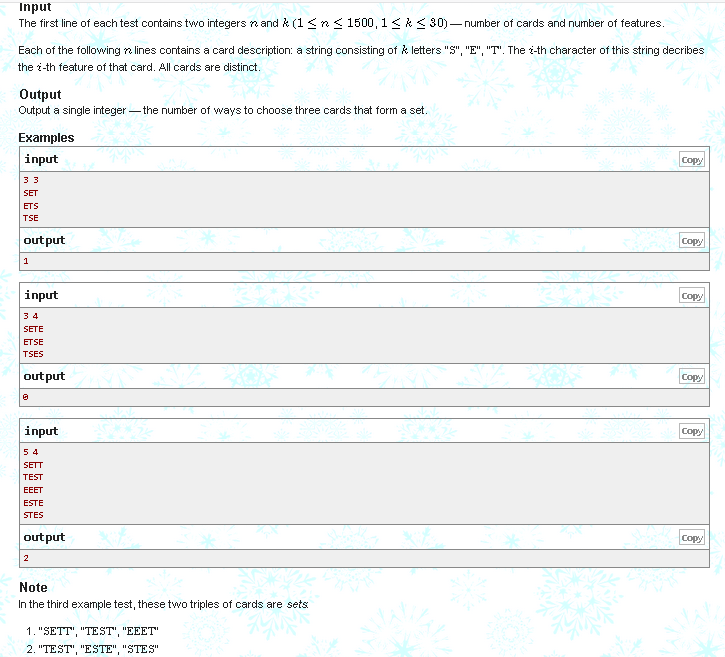 Input
The first line of each test contains two integers n and k (1 ≤ n ≤ 1500, 1 ≤ k ≤ 30) — number of cards and number of features.
Each of the following n lines contains a card description: a string consisting of k letters "S", "E", "T". The i-th character of this string decribes
the i-th feature of that card. All cards are distinct.
Output
Output a single integer — the number of ways to choose three cards that form a set.
Examples
input
Copy
3 3
SET
ETS
TSE
output
Copy
1
input
Copy
3 4
SETE
ETSE
TSES
output
Copy
0
input
Copy
5 4
SETT
TEST
EEET
ESTE
STES
output
Copy
2
Note
In the third example test, these two triples of cards are sets:
1. "SETT", "TEST", "EEET"
2. "TEST", "ESTE", "STES"